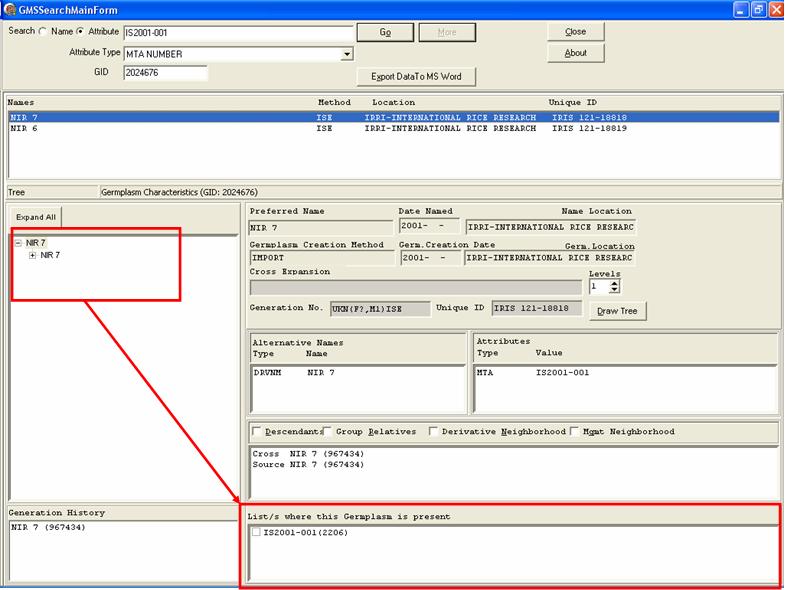 GMSSearchMainForm
Search Name Attribute IS2001-001 Go More Close
Attribute Type MTA NUMBER About
GID 2024676 Export DataTo MS Word
Names Method Location Unique ID
NIR 7 ISE IRRI-INTERNATIONAL RICE RESEARCH IRIS 121-18818
NIR 6 ISE IRRI-INTERNATIONAL RICE RESEARCH IRIS 121-18819
Tree Germplasm Characteristics (GID: 2024676)
Expand All
NIR 7
NIR 7
Preferred Name Date Named Name Location
NIR 7 2001- - IRRI-INTERNATIONAL RICE RESEARC
Germplasm Creation Method Germ.Creation Date Germ.Location
IMPORT 2001- - IRRI-INTERNATIONAL RICE RESEARC
Cross Expansion Levels
1
Generation No. UKN(F?,M1)ISE Unique ID IRIS 121-18818 Draw Tree
Alternative Names
Type Name
DRVNM NIR 7
Attributes
Type Value
MTA IS2001-001
Descendants Group Relatives Derivative Neighborhood Mgmt Neighborhood
Cross NIR 7 (967434)
Source NIR 7 (967434)
Generation History
NIR 7 (967434)
List/s where this Germplasm is present
IS2001-001(2206)